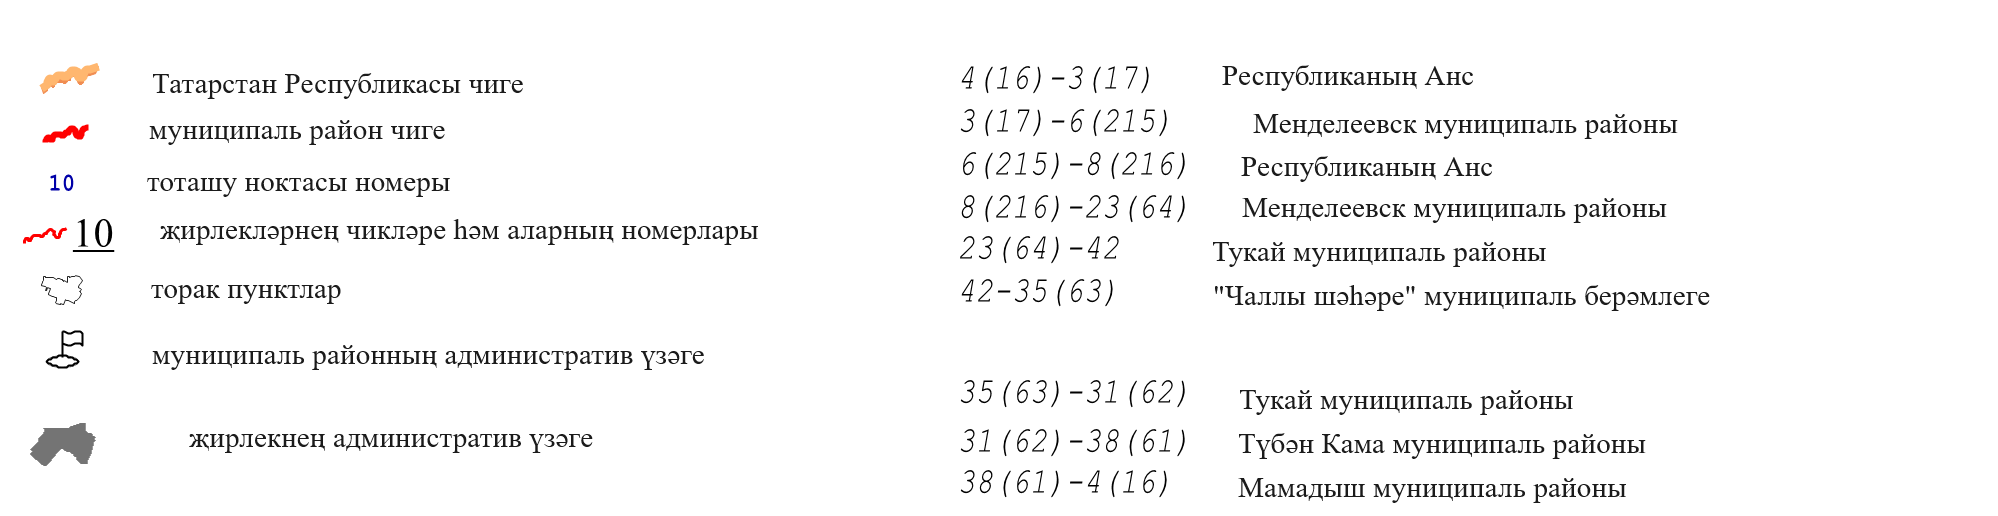 Татарстан Республикасы чиге
муниципаль район чиге
10 тоташу ноктасы номеры
10 җирлекләрнең чикләре һәм аларның номерлары
торак пунктлар
муниципаль районның административ үзәге
җирлекнең административ үзәге
4(16)-3(17) Республиканың Анс
3(17)-6(215) Менделеевск муниципаль районы
6(215)-8(216) Республиканың Анс
8(216)-23(64) Менделеевск муниципаль районы
23(64)-42 Тукай муниципаль районы
42-35(63) "Чаллы шәһәре" муниципаль берәмлеге
35(63)-31(62) Тукай муниципаль районы
31(62)-38(61) Түбән Кама муниципаль районы
38(61)-4(16) Мамадыш муниципаль районы